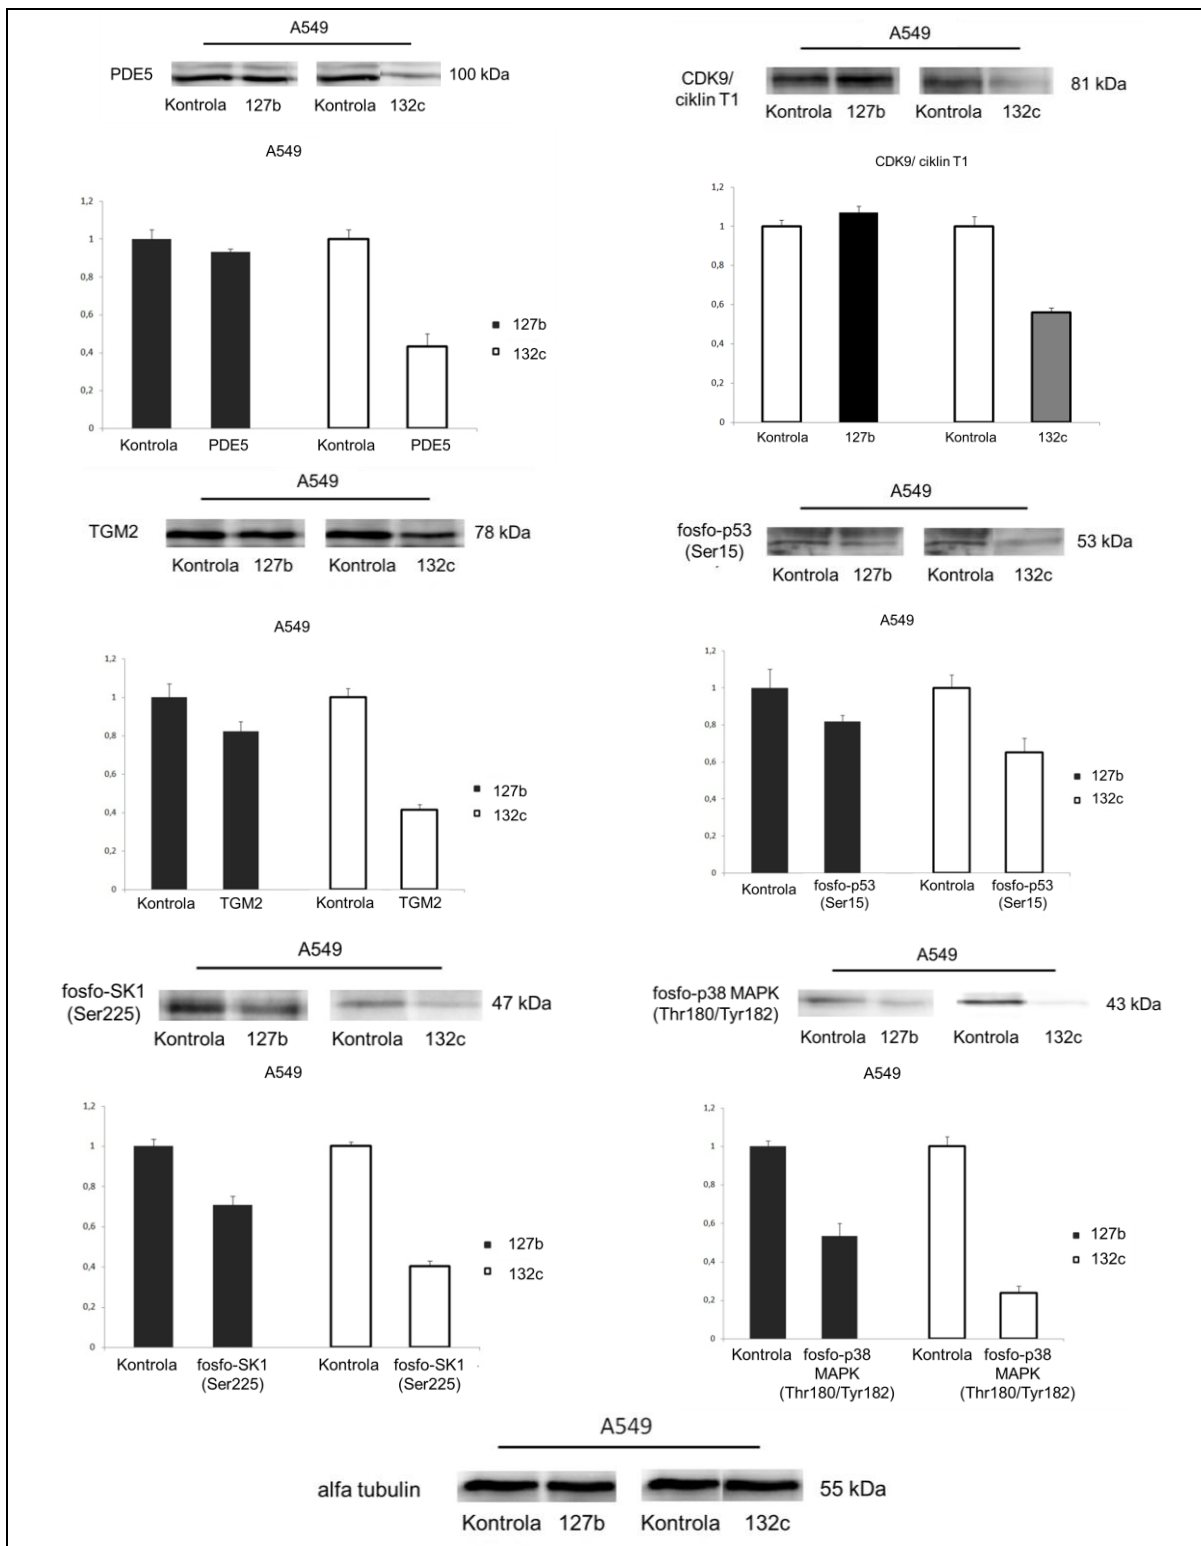 A549
PDE5
100 kDa
Kontrola 127b Kontrola 132c
A549
1,2
1
0,8
0,6
0,4
0,2
0
127b
132c
Kontrola PDE5 Kontrola PDE5
A549
CDK9/
ciklin T1
81 kDa
Kontrola 127b Kontrola 132c
CDK9/ ciklin T1
1,2
1
0,8
0,6
0,4
0,2
0
Kontrola 127b Kontrola 132c
A549
TGM2
78 kDa
Kontrola 127b Kontrola 132c
A549
1,2
1
0,8
0,6
0,4
0,2
0
127b
132c
Kontrola TGM2 Kontrola TGM2
A549
fosfo-p53
(Ser15)
53 kDa
Kontrola 127b Kontrola 132c
A549
1,2
1
0,8
0,6
0,4
0,2
0
127b
132c
Kontrola fosfo-p53 Kontrola fosfo-p53
(Ser15) (Ser15)
A549
fosfo-SK1
(Ser225)
47 kDa
Kontrola 127b Kontrola 132c
A549
1,2
1
0,8
0,6
0,4
0,2
0
127b
132c
Kontrola fosfo-SK1 Kontrola fosfo-SK1
(Ser225) (Ser225)
A549
fosfo-p38 MAPK
(Thr180/Tyr182)
43 kDa
Kontrola 127b Kontrola 132c
A549
1,2
1
0,8
0,6
0,4
0,2
0
127b
132c
Kontrola fosfo-p38 Kontrola fosfo-p38
MAPK MAPK
(Thr180/Tyr182) (Thr180/Tyr182)
A549
alfa tubulin
55 kDa
Kontrola 127b Kontrola 132c